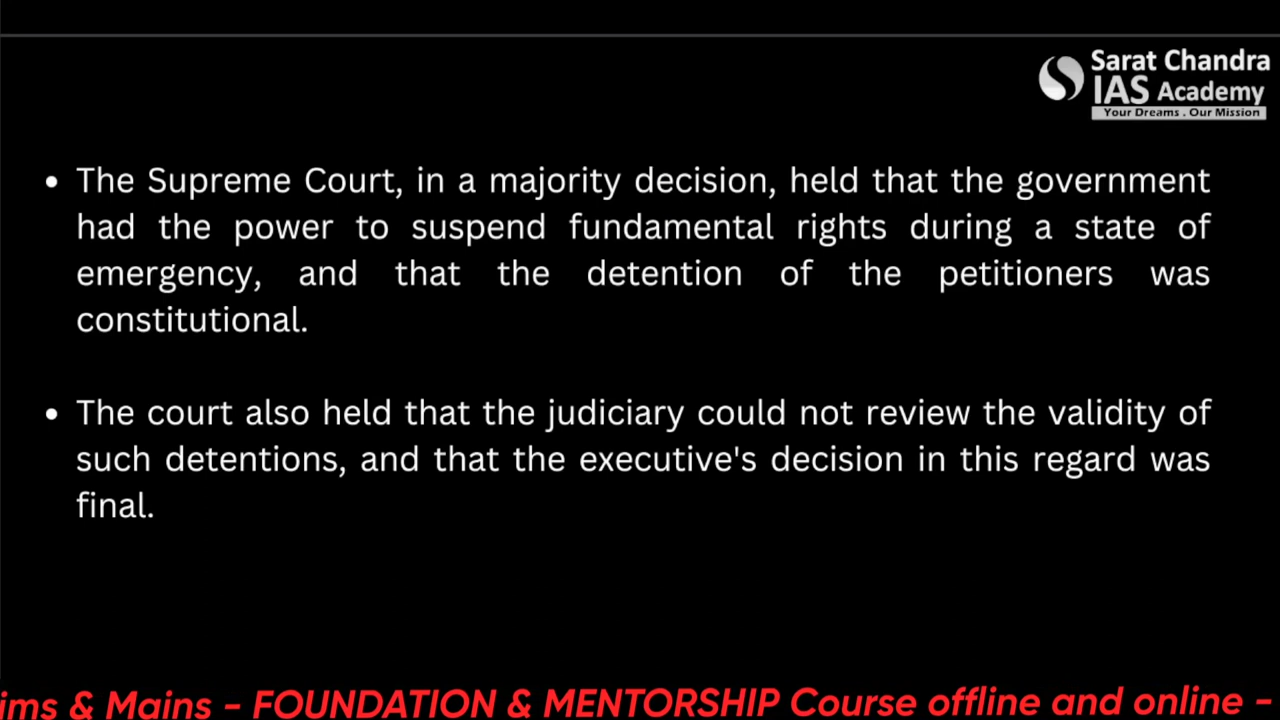 Sarat Chandra
IAS Academy
Your Dreams . Our Mission
• The Supreme Court, in a majority decision, held that the government
had the power to suspend fundamental rights during a state of
emergency, and that the detention of the petitioners was
constitutional.
• The court also held that the judiciary could not review the validity of
such detentions, and that the executive's decision in this regard was
final.
& Mains - FOUNDATION & MENTORSHIP Course offline and online -